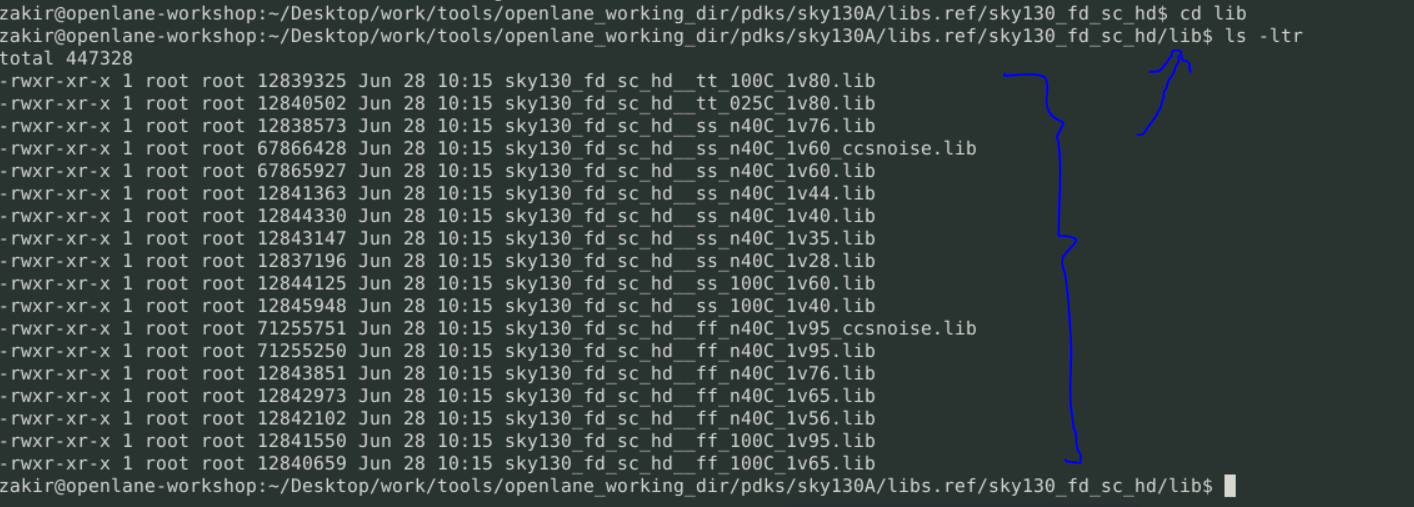 zakir@openlane-workshop:~/Desktop/work/tools/openlane_working_dir/pdks/sky130A/libs.ref/sky130_fd_sc_hd$ cd lib
zakir@openlane-workshop:~/Desktop/work/tools/openlane_working_dir/pdks/sky130A/libs.ref/sky130_fd_sc_hd/lib$ ls -ltr
total 447328
-rwxr-xr-x 1 root root 12839325 Jun 28 10:15 sky130_fd_sc_hd__tt_100C_1v80.lib
-rwxr-xr-x 1 root root 12840502 Jun 28 10:15 sky130_fd_sc_hd__tt_025C_1v80.lib
-rwxr-xr-x 1 root root 12838573 Jun 28 10:15 sky130_fd_sc_hd__ss_n40C_1v76.lib
-rwxr-xr-x 1 root root 67866428 Jun 28 10:15 sky130_fd_sc_hd__ss_n40C_1v60_ccsnoise.lib
-rwxr-xr-x 1 root root 67865927 Jun 28 10:15 sky130_fd_sc_hd__ss_n40C_1v60.lib
-rwxr-xr-x 1 root root 12841363 Jun 28 10:15 sky130_fd_sc_hd__ss_n40C_1v44.lib
-rwxr-xr-x 1 root root 12844330 Jun 28 10:15 sky130_fd_sc_hd__ss_n40C_1v40.lib
-rwxr-xr-x 1 root root 12843147 Jun 28 10:15 sky130_fd_sc_hd__ss_n40C_1v35.lib
-rwxr-xr-x 1 root root 12837196 Jun 28 10:15 sky130_fd_sc_hd__ss_n40C_1v28.lib
-rwxr-xr-x 1 root root 12844125 Jun 28 10:15 sky130_fd_sc_hd__ss_100C_1v60.lib
-rwxr-xr-x 1 root root 12845948 Jun 28 10:15 sky130_fd_sc_hd__ss_100C_1v40.lib
-rwxr-xr-x 1 root root 71255751 Jun 28 10:15 sky130_fd_sc_hd__ff_n40C_1v95_ccsnoise.lib
-rwxr-xr-x 1 root root 71255250 Jun 28 10:15 sky130_fd_sc_hd__ff_n40C_1v95.lib
-rwxr-xr-x 1 root root 12843851 Jun 28 10:15 sky130_fd_sc_hd__ff_n40C_1v76.lib
-rwxr-xr-x 1 root root 12842973 Jun 28 10:15 sky130_fd_sc_hd__ff_n40C_1v65.lib
-rwxr-xr-x 1 root root 12842102 Jun 28 10:15 sky130_fd_sc_hd__ff_n40C_1v56.lib
-rwxr-xr-x 1 root root 12841550 Jun 28 10:15 sky130_fd_sc_hd__ff_100C_1v95.lib
-rwxr-xr-x 1 root root 12840659 Jun 28 10:15 sky130_fd_sc_hd__ff_100C_1v65.lib
zakir@openlane-workshop:~/Desktop/work/tools/openlane_working_dir/pdks/sky130A/libs.ref/sky130_fd_sc_hd/lib$